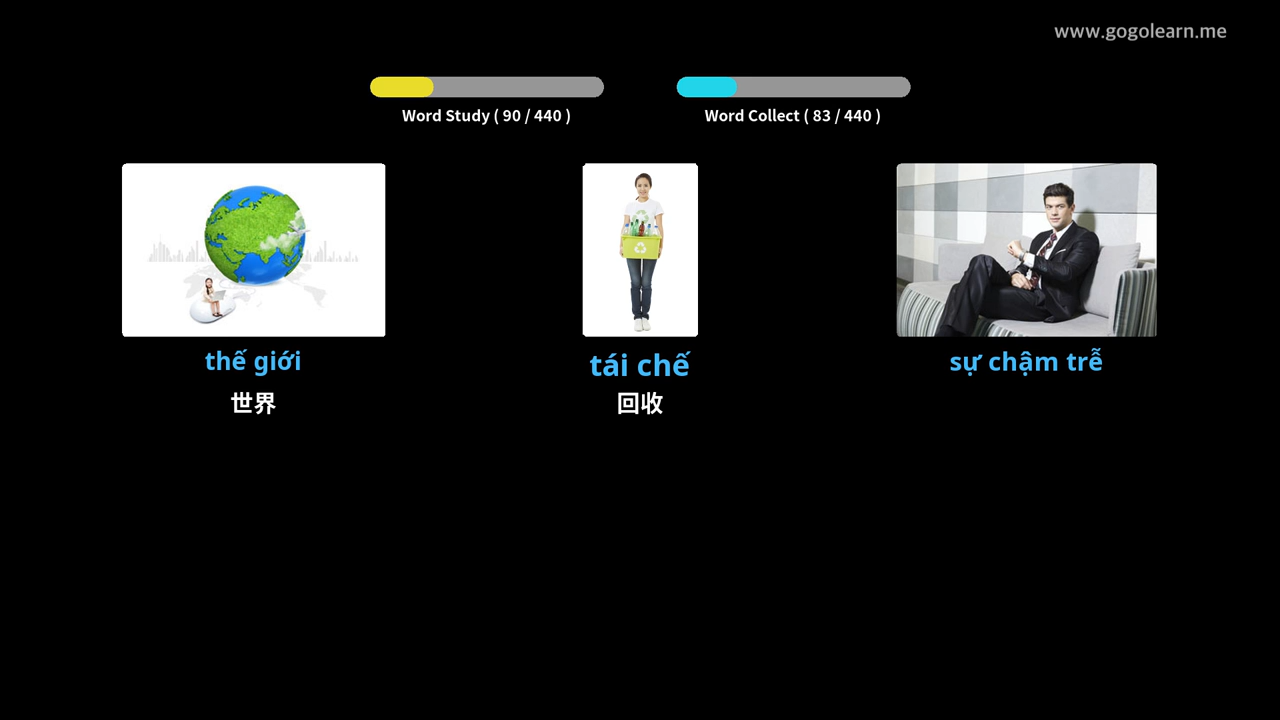 www.gogolearn.me
Word Study ( 90 / 440 )
Word Collect ( 83 / 440 )
thế giới
世界
tái chế
回收
sự chậm trễ